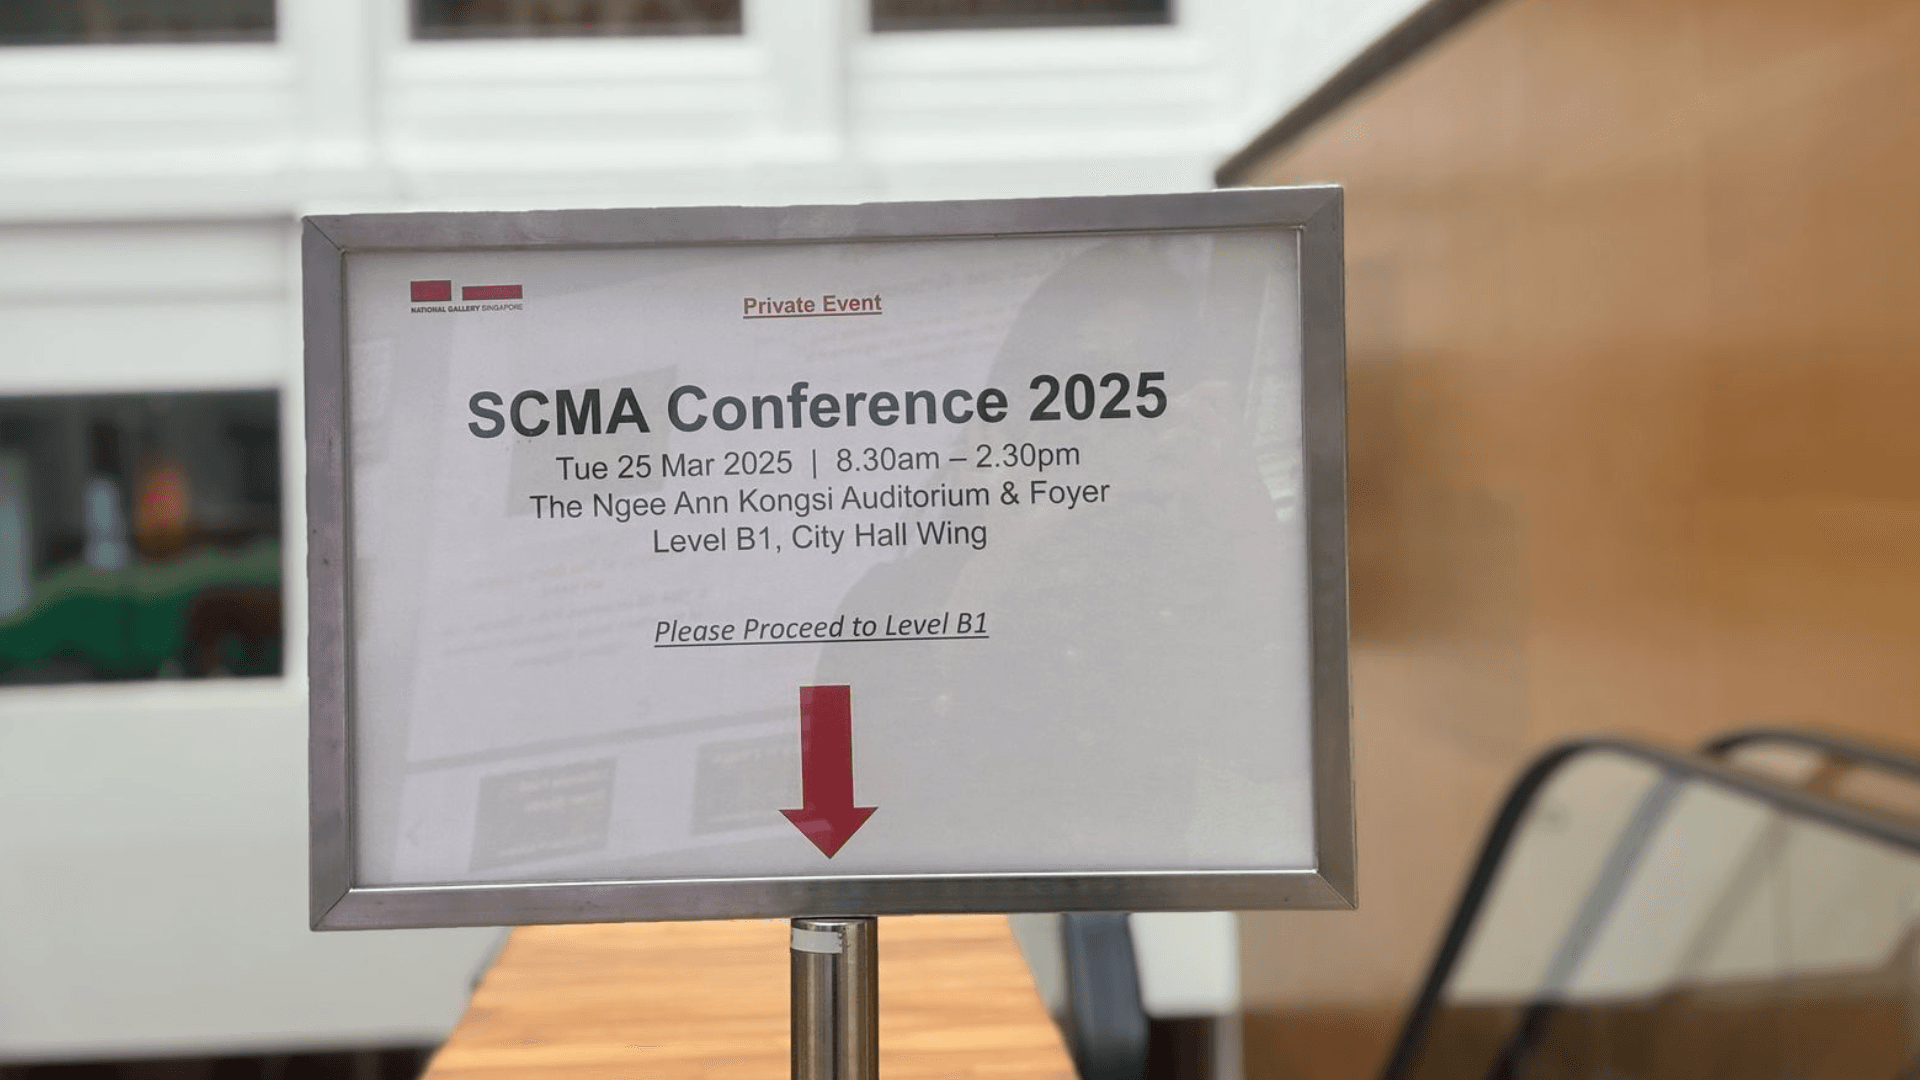 NATIONAL GALLERY SINGAPORE
Private Event
SCMA Conference 2025
Tue 25 Mar 2025 | 8.30am – 2.30pm
The Ngee Ann Kongsi Auditorium & Foyer
Level B1, City Hall Wing
Please Proceed to Level B1